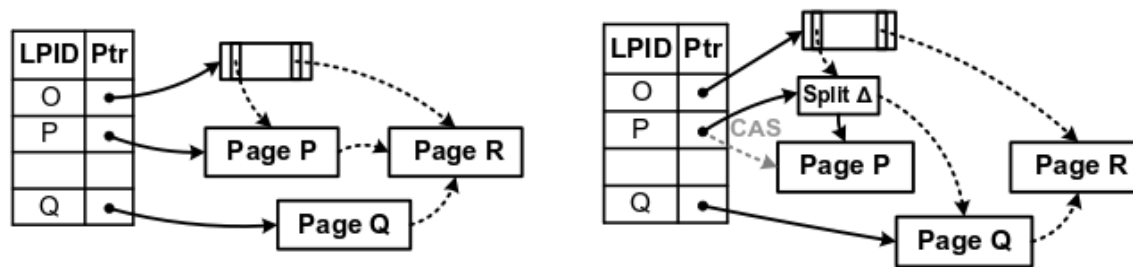 LPID Ptr
O
P
Q
Page P
Page R
Page Q
LPID Ptr
O
P
Q
Split Δ
CAS
Page P
Page R
Page Q